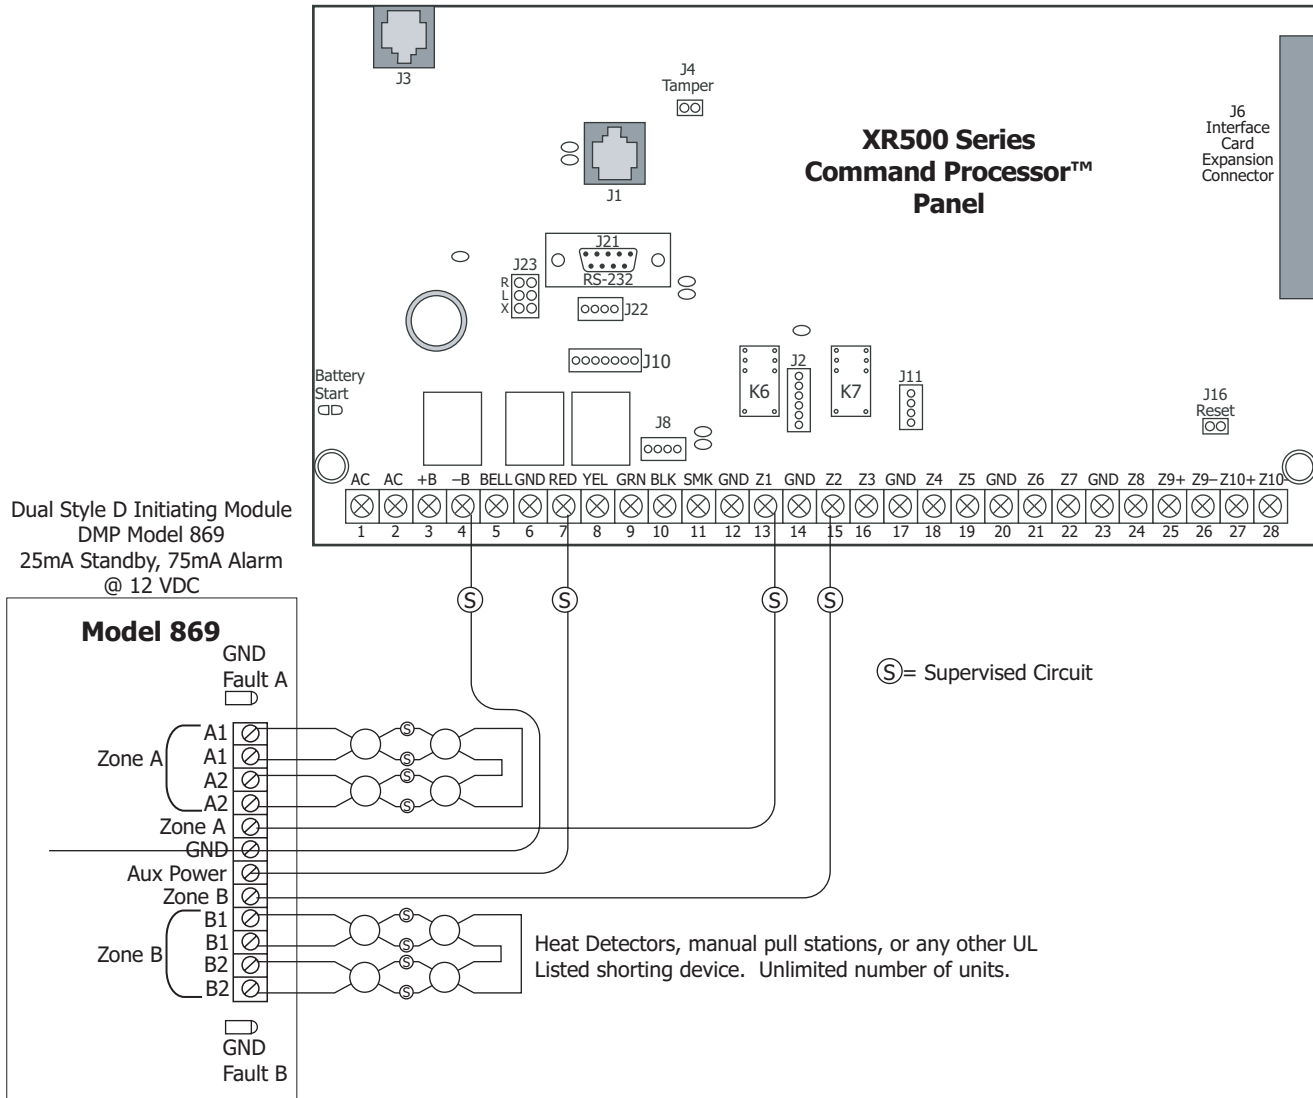 J3
J4
Tamper
J1
XR500 Series
Command Processor™
Panel
J6
Interface
Card
Expansion
Connector
J21
RS-232
J23
R
L
X
J22
J10
K6
J2
K7
J11
Battery
Start
J8
J16
Reset
AC AC +B –B BELL GND RED YEL GRN BLK SMK GND Z1 GND Z2 Z3 GND Z4 Z5 GND Z6 Z7 GND Z8 Z9+ Z9– Z10+ Z10-
1 2 3 4 5 6 7 8 9 10 11 12 13 14 15 16 17 18 19 20 21 22 23 24 25 26 27 28
Dual Style D Initiating Module
DMP Model 869
25mA Standby, 75mA Alarm
@ 12 VDC
S S S S
Model 869
GND
Fault A
S = Supervised Circuit
Zone A
A1
A1
A2
A2
S
S
S
S
Zone A
GND
Aux Power
Zone B
Zone B
B1
B1
B2
B2
S
S
S
S
Heat Detectors, manual pull stations, or any other UL
Listed shorting device. Unlimited number of units.
GND
Fault B